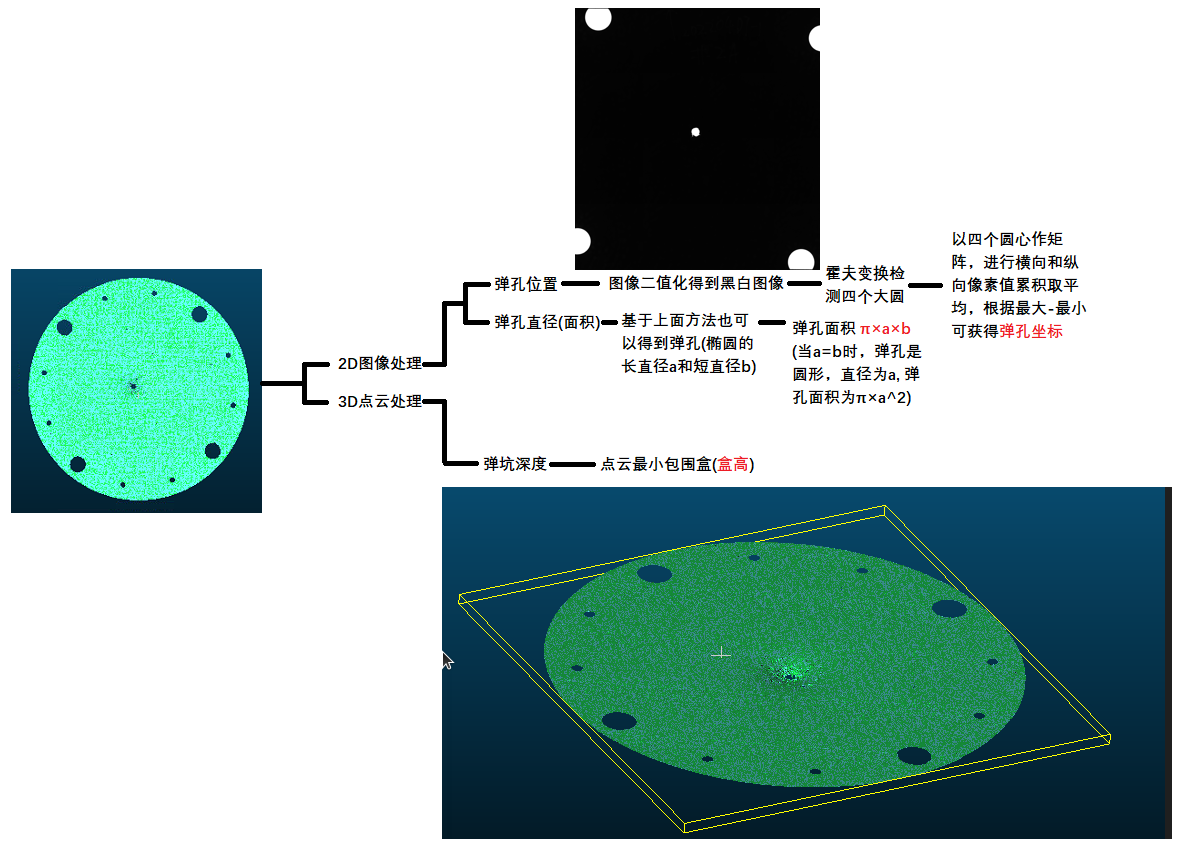 2D图像处理
3D点云处理
弹孔位置
图像二值化得到黑白图像
霍夫变换检
测四个大圆
以四个圆心作矩
阵，进行横向和纵
向像素值累积取平
均，根据最大-最小
可获得弹孔坐标
弹孔直径(面积)
基于上面方法也可
以得到弹孔(椭圆的
长直径a和短直径b)
弹孔面积 π×a×b
(当a=b时，弹孔是
圆形，直径为a, 弹
孔面积为π×a^2)
弹坑深度
点云最小包围盒(盒高)